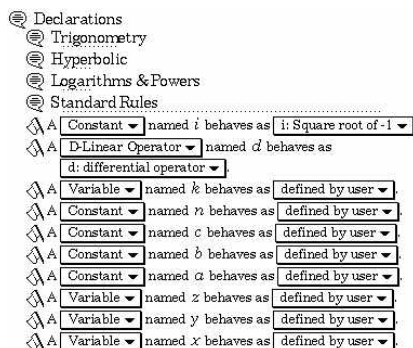 Declarations
Trigonometry
Hyperbolic
Logarithms & Powers
Standard Rules
A Constant named i behaves as i: Square root of -1
A D-Linear Operator named d behaves as
d: differential operator.
A Variable named k behaves as defined by user.
A Constant named n behaves as defined by user.
A Constant named c behaves as defined by user.
A Constant named b behaves as defined by user.
A Constant named a behaves as defined by user.
A Variable named z behaves as defined by user.
A Variable named y behaves as defined by user.
A Variable named x behaves as defined by user.